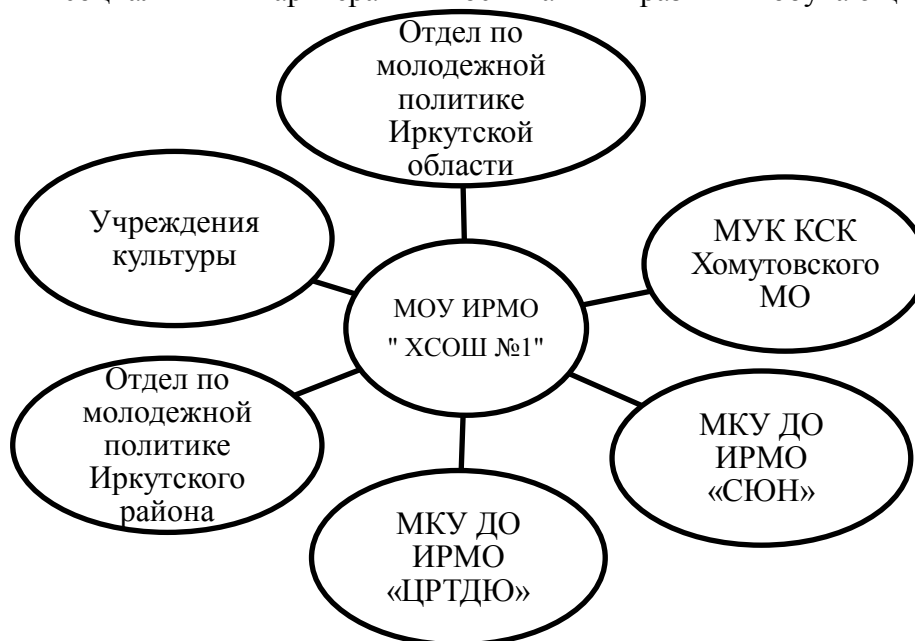 Отдел по
молодежной
политике
Иркутской
области
Учреждения
культуры
МУК КСК
Хомутовского
МО
МОУ ИРМО
" ХСОШ №1"
Отдел по
молодежной
политике
Иркутского
района
МКУ ДО
ИРМО
«СЮН»
МКУ ДО
ИРМО
«ЦРТДЮ»